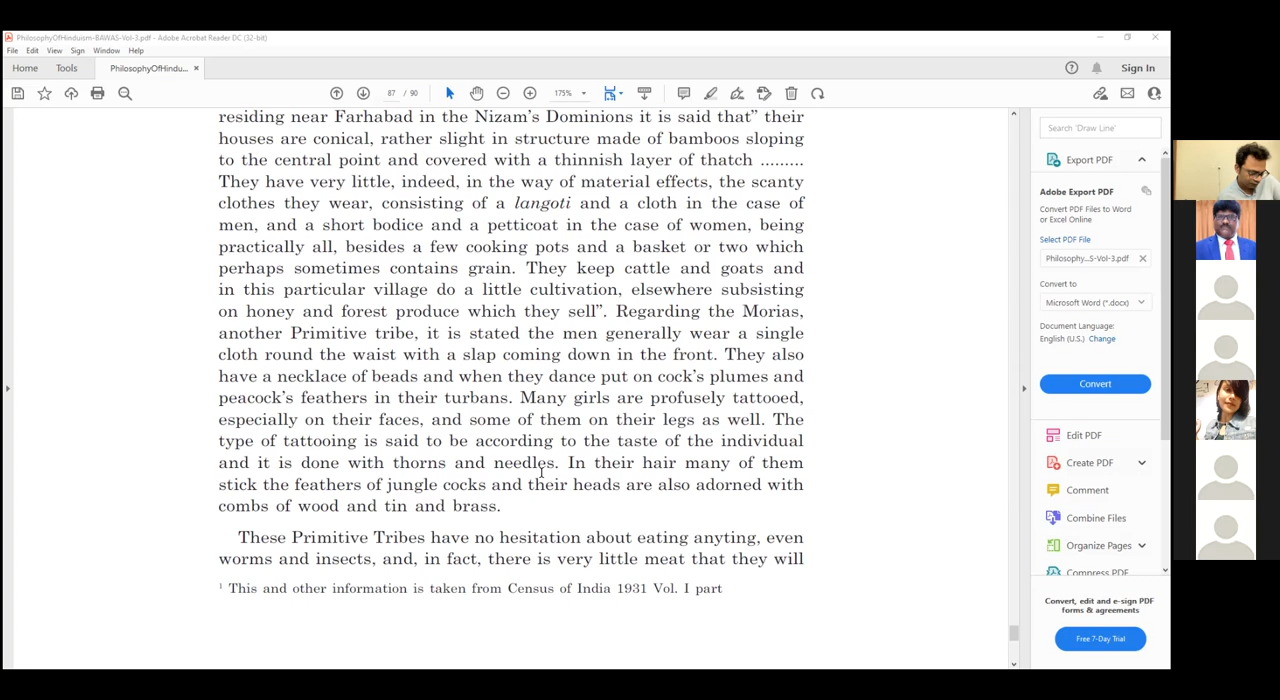 PhilosophyOfHinduism-BAWAS-Vol-3.pdf - Adobe Acrobat Reader DC (32-bit)
File Edit View Sign Window Help
Home Tools PhilosophyOfHindu... ×
Sign In
87 / 90 175%
residing near Farhabad in the Nizam's Dominions it is said that” their
houses are conical, rather slight in structure made of bamboos sloping
to the central point and covered with a thinnish layer of thatch .........
They have very little, indeed, in the way of material effects, the scanty
clothes they wear, consisting of a langoti and a cloth in the case of
men, and a short bodice and a petticoat in the case of women, being
practically all, besides a few cooking pots and a basket or two which
perhaps sometimes contains grain. They keep cattle and goats and
in this particular village do a little cultivation, elsewhere subsisting
on honey and forest produce which they sell”. Regarding the Morias,
another Primitive tribe, it is stated the men generally wear a single
cloth round the waist with a slap coming down in the front. They also
have a necklace of beads and when they dance put on cock's plumes and
peacock's feathers in their turbans. Many girls are profusely tattooed,
especially on their faces, and some of them on their legs as well. The
type of tattooing is said to be according to the taste of the individual
and it is done with thorns and needles. In their hair many of them
stick the feathers of jungle cocks and their heads are also adorned with
combs of wood and tin and brass.
These Primitive Tribes have no hesitation about eating anyting, even
worms and insects, and, in fact, there is very little meat that they will
1 This and other information is taken from Census of India 1931 Vol. I part
Search 'Draw Line'
Export PDF
Adobe Export PDF
Convert PDF Files to Word
or Excel Online
Select PDF File
Philosophy...S-Vol-3.pdf
Convert to
Microsoft Word (*.docx)
Document Language:
English (U.S.) Change
Convert
Edit PDF
Create PDF
Comment
Combine Files
Organize Pages
Compress PDF
Convert, edit and e-sign PDF
forms & agreements
Free 7-Day Trial